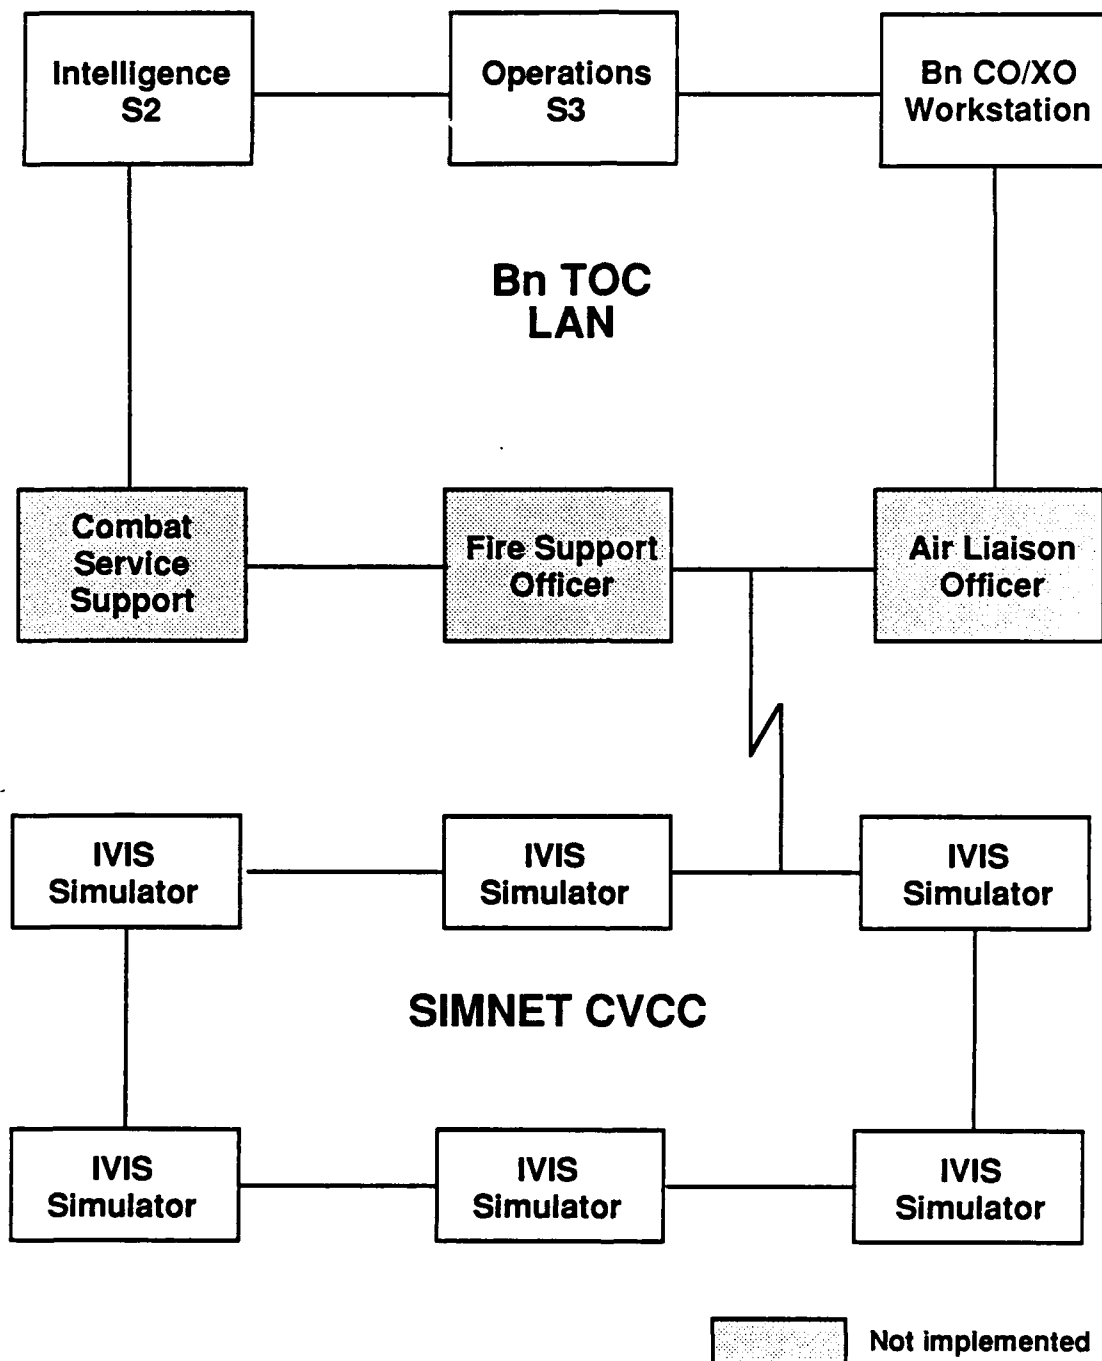 Intelligence
S2
Operations
S3
Bn CO/XO
Workstation
Bn TOC
LAN
Combat
Service
Support
Fire Support
Officer
Air Liaison
Officer
IVIS
Simulator
IVIS
Simulator
IVIS
Simulator
SIMNET CVCC
IVIS
Simulator
IVIS
Simulator
IVIS
Simulator
Not implemented